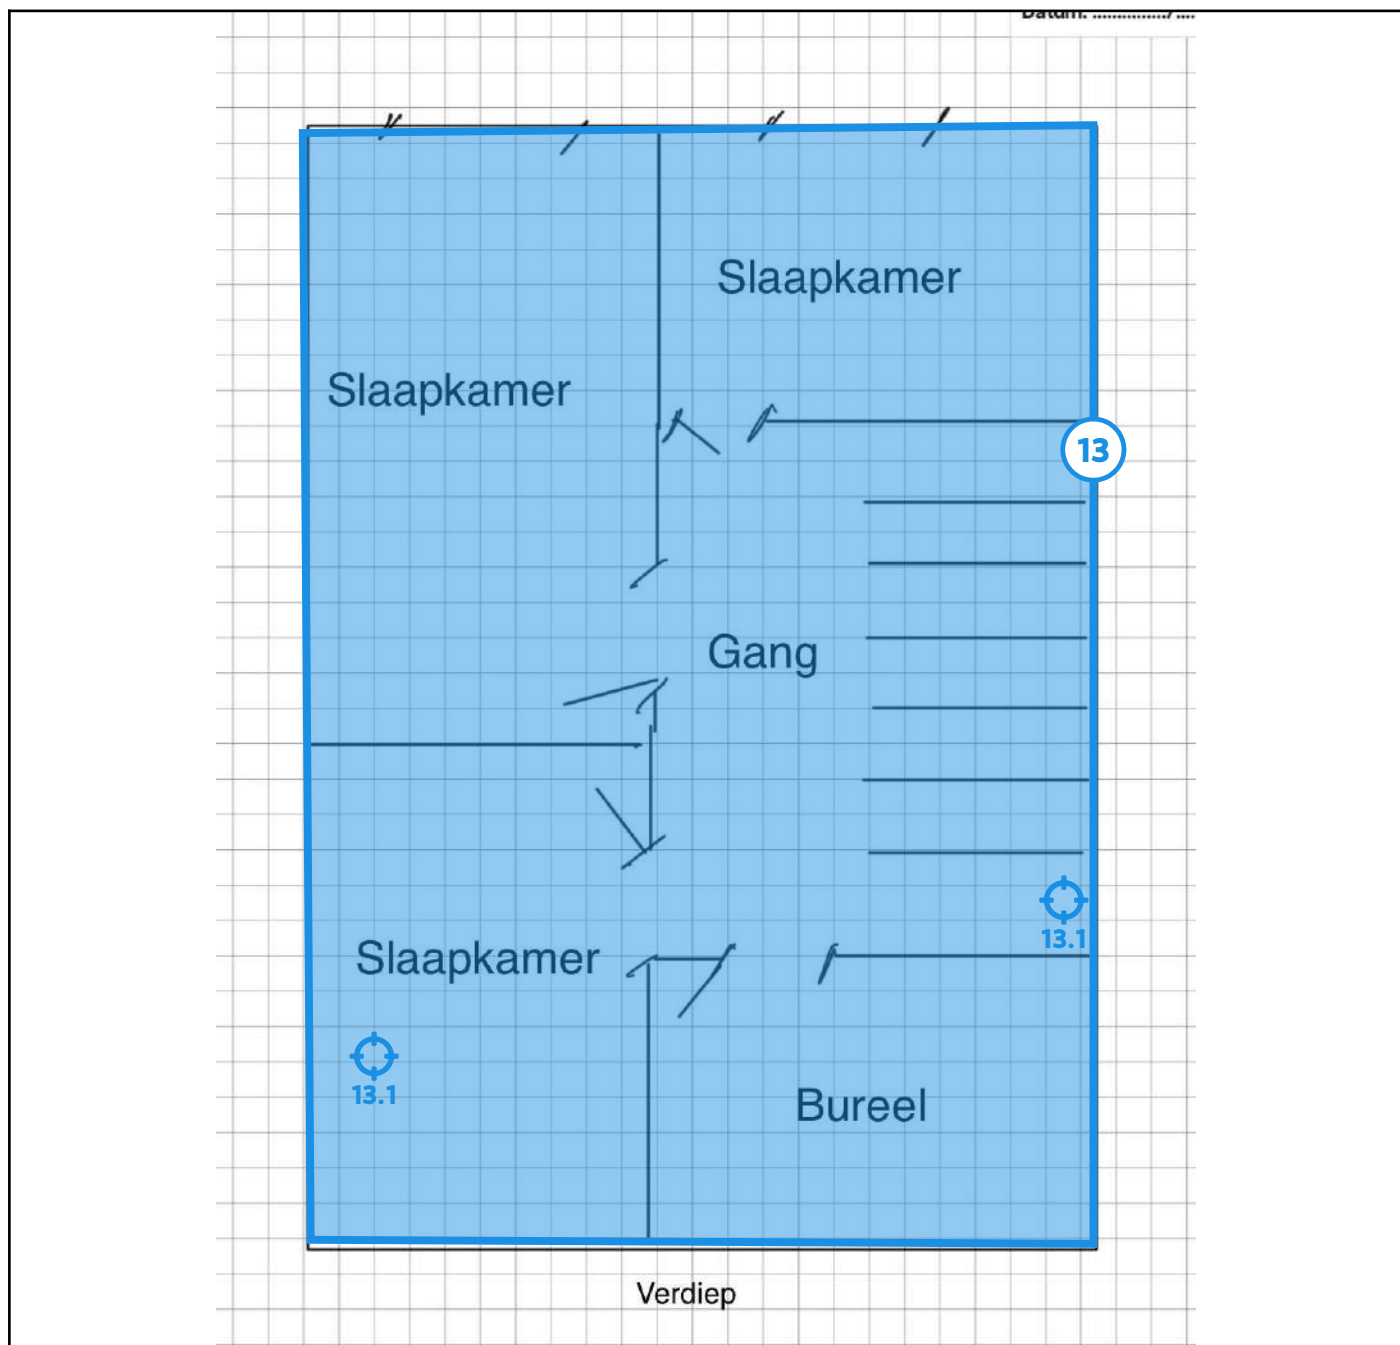 Datum: .............../....
Slaapkamer
Slaapkamer
13
Gang
13.1
Slaapkamer
13.1
Bureel
Verdiep